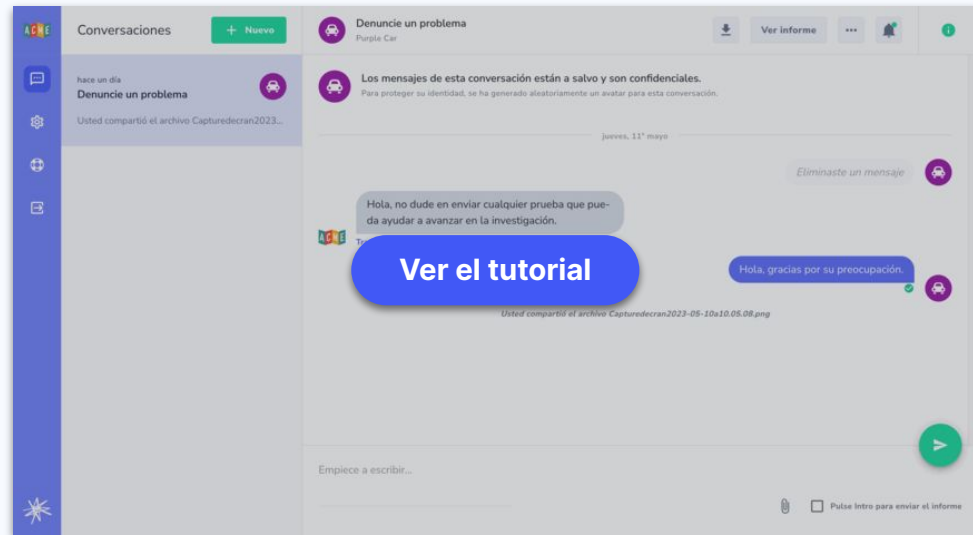 ACME
Conversaciones
+ Nuevo
Denuncie un problema
Purple Car
Ver informe
hace un día
Denuncie un problema
Usted compartió el archivo Capturedecran2023...
Los mensajes de esta conversación están a salvo y son confidenciales.
Para proteger su identidad, se ha generado aleatoriamente un avatar para esta conversación.
jueves, 11º mayo
Eliminaste un mensaje
Hola, no dude en enviar cualquier prueba que pue-
da ayudar a avanzar en la investigación.
ACME
Ver el tutorial
Hola, gracias por su preocupación.
Usted compartió el archivo Capturedecran2023-05-10a10.05.08.png
Empiece a escribir...
Pulse Intro para enviar el informe